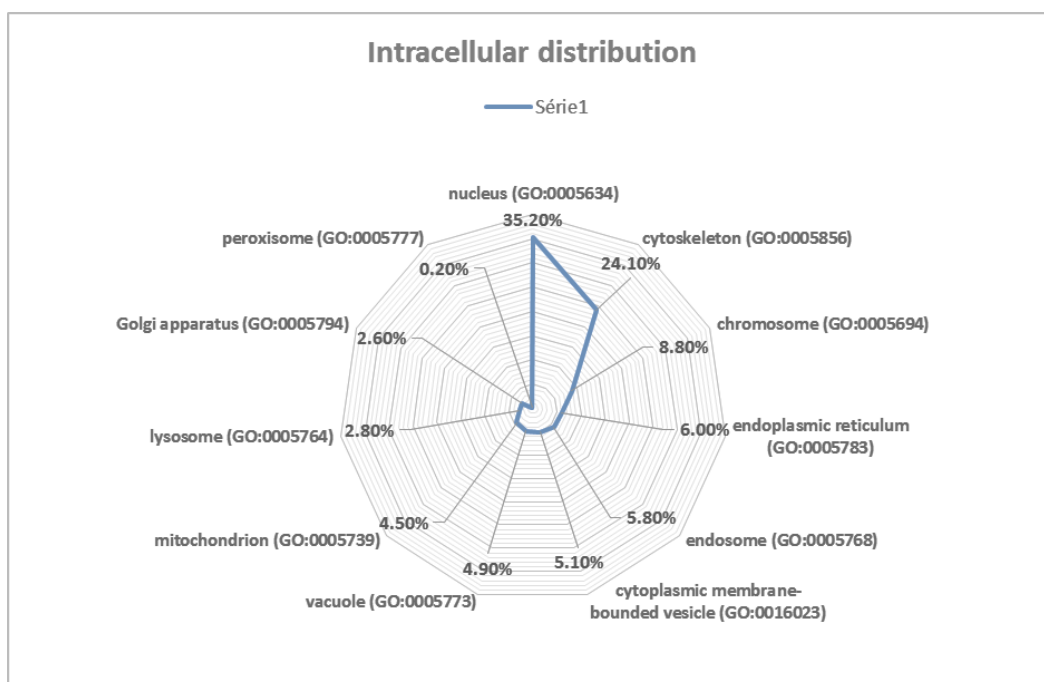 Intracellular distribution
Série1
nucleus (GO:0005634)
35.20%
cytoskeleton (GO:0005856)
24.10%
chromosome (GO:0005694)
8.80%
endoplasmic reticulum
(GO:0005783)
6.00%
endosome (GO:0005768)
5.80%
cytoplasmic membrane-
bounded vesicle (GO:0016023)
5.10%
vacuole (GO:0005773)
4.90%
mitochondrion (GO:0005739)
4.50%
lysosome (GO:0005764)
2.80%
Golgi apparatus (GO:0005794)
2.60%
peroxisome (GO:0005777)
0.20%